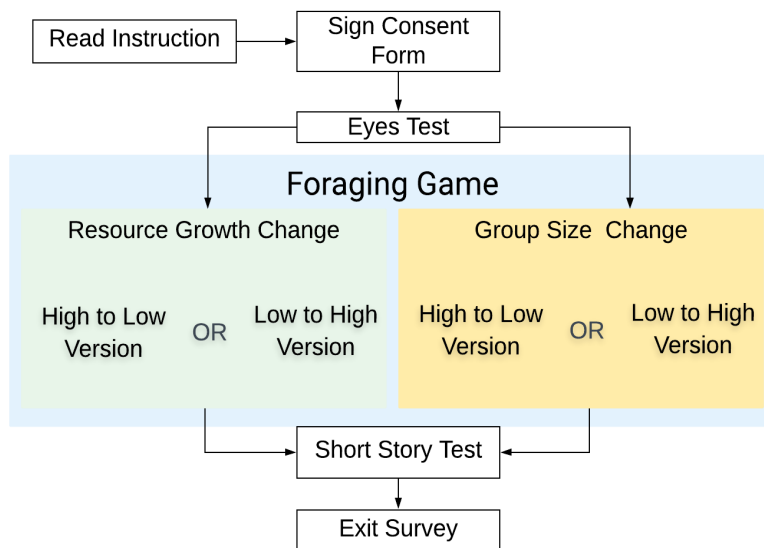 Read Instruction
Sign Consent
Form
Eyes Test
Foraging Game
Resource Growth Change
High to Low
Version
OR
Low to High
Version
Group Size Change
High to Low
Version
OR
Low to High
Version
Short Story Test
Exit Survey